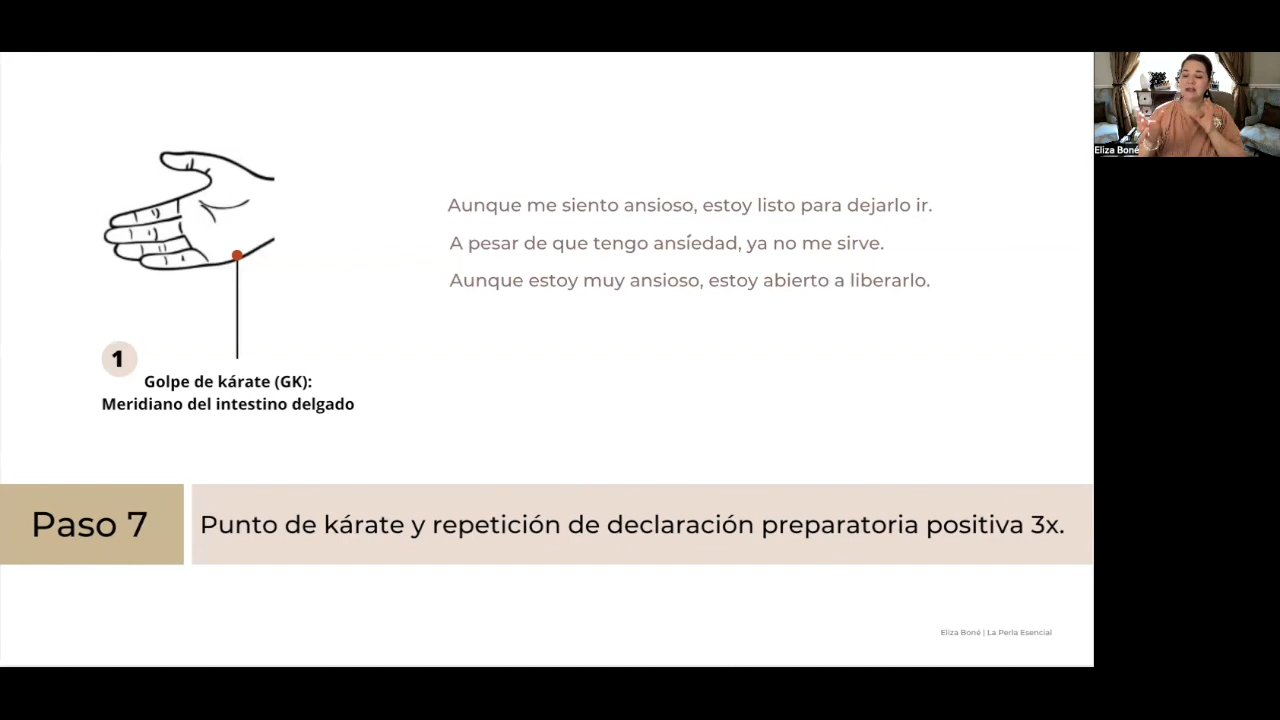 Aunque me siento ansioso, estoy listo para dejarlo ir.
A pesar de que tengo ansíedad, ya no me sirve.
Aunque estoy muy ansioso, estoy abierto a liberarlo.
1
Golpe de kárate (GK):
Meridiano del intestino delgado
Paso 7
Punto de kárate y repetición de declaración preparatoria positiva 3x.
Eliza Boné | La Perla Esencial
Eliza Boné